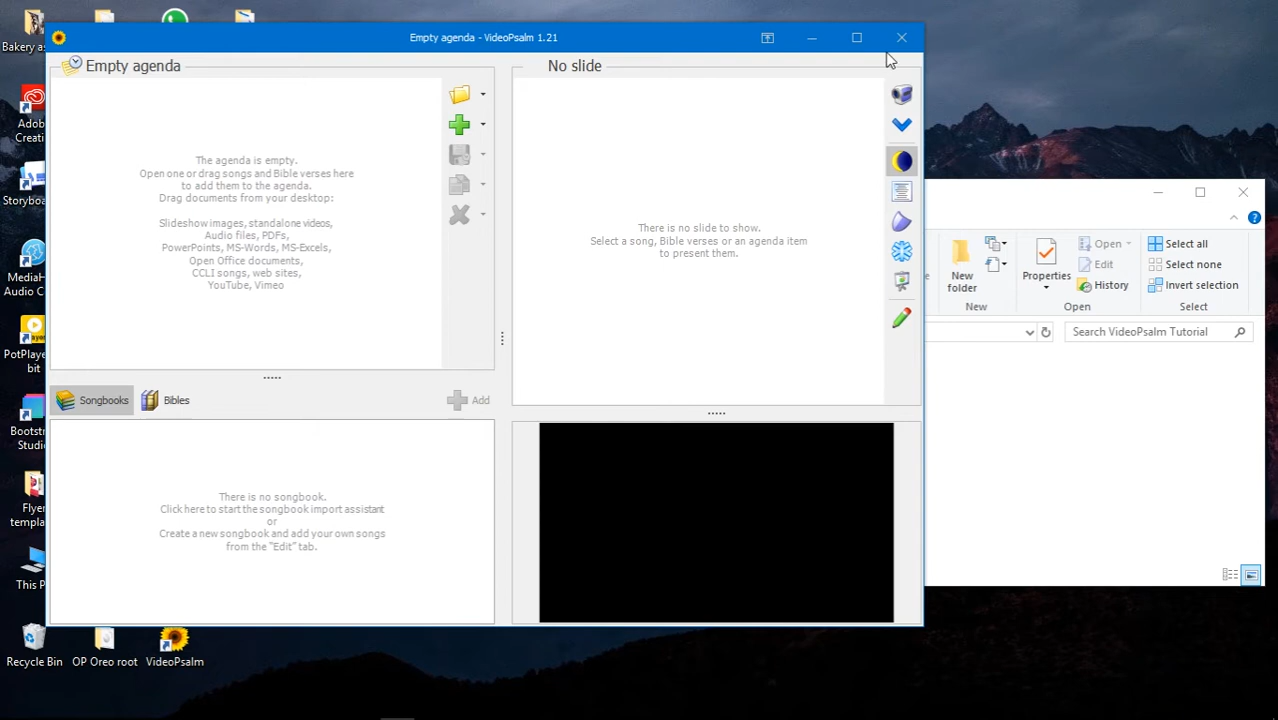 Bakery as
Adob
Creati
Storyboa
MediaH
Audio C
PotPlaye
bit
Bootst
Studi
Flye
templ
This P
Recycle Bin
OP Oreo root
VideoPsalm
Empty agenda - VideoPsalm 1.21
Empty agenda
The agenda is empty.
Open one or drag songs and Bible verses here
to add them to the agenda.
Drag documents from your desktop:
Slideshow images, standalone videos,
Audio files, PDFs,
PowerPoints, MS-Words, MS-Excels,
Open Office documents,
CCLI songs, web sites,
YouTube, Vimeo
Songbooks
Bibles
Add
There is no songbook.
Click here to start the songbook import assistant
or
Create a new songbook and add your own songs
from the "Edit" tab.
No slide
There is no slide to show.
Select a song, Bible verses or an agenda item
to present them.
New
folder
New
Properties
Open
Edit
History
Open
Select all
Select none
Invert selection
Select
Search VideoPsalm Tutorial